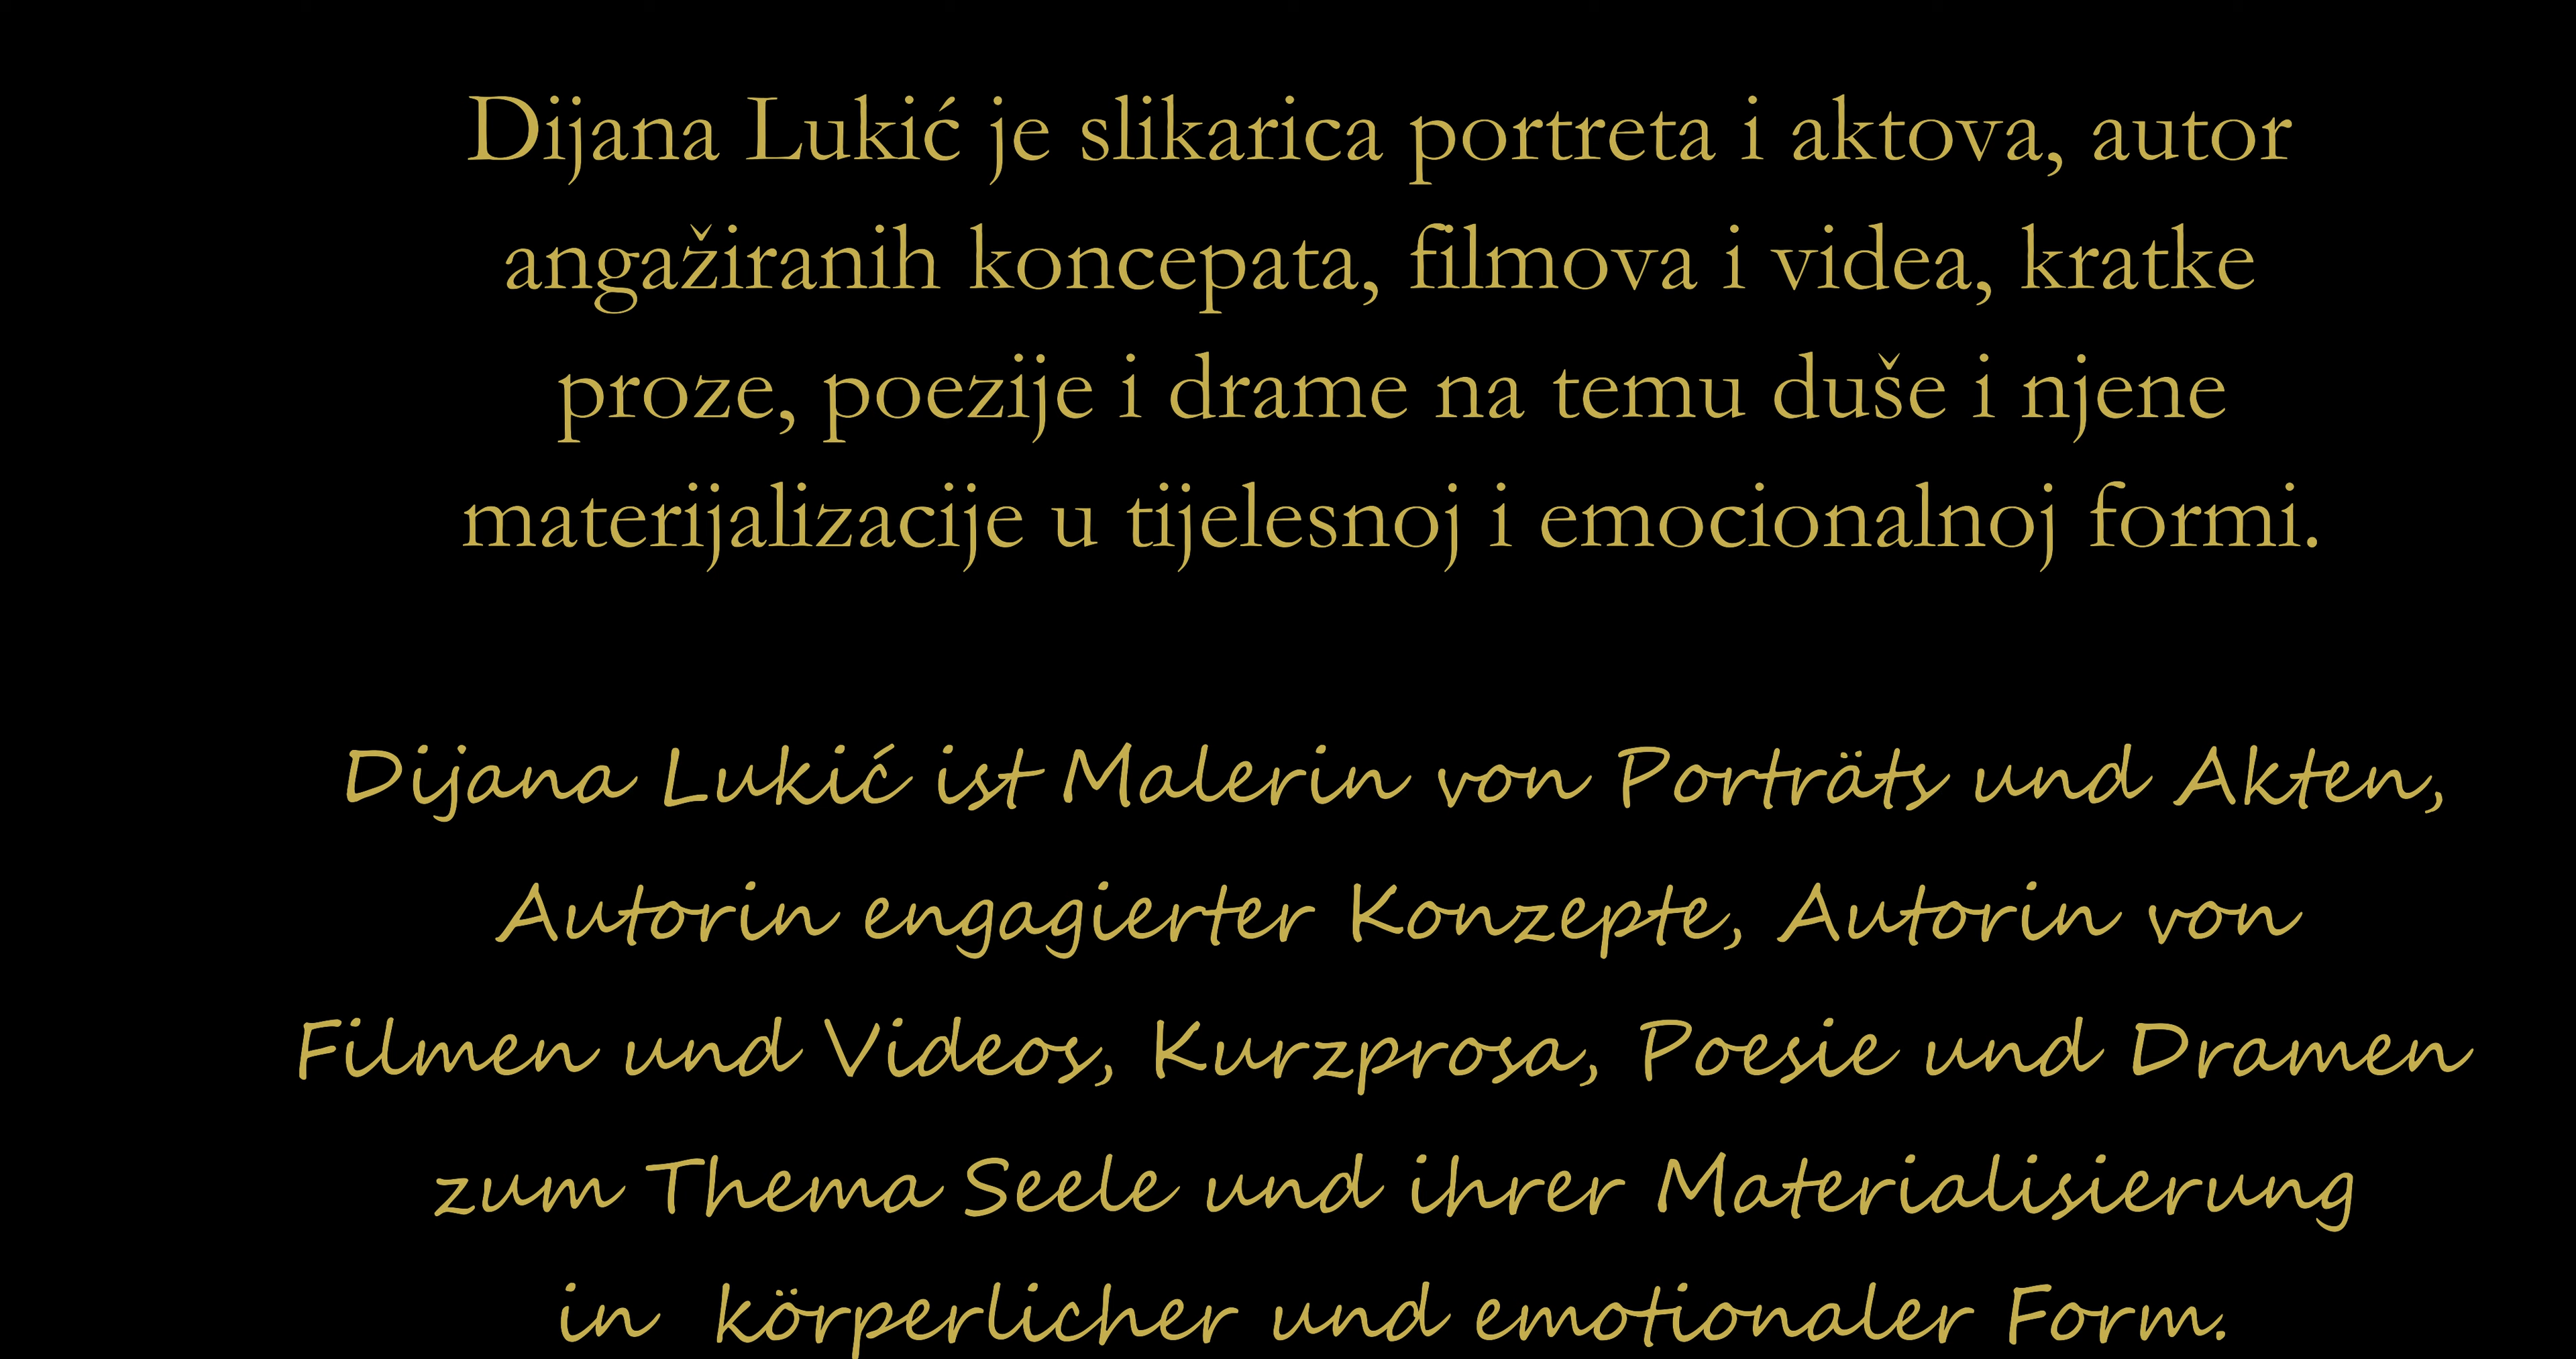 Dijana Lukić je slikarica portreta i aktova, autor
angažiranih koncepata, filmova i videa, kratke
proze, poezije i drame na temu duše i njene
materijalizacije u tijelesnoj i emocionalnoj formi.
Dijana Lukić ist Malerin von Porträts und Akten,
Autorin engagierter Konzepte, Autorin von
Filmen und Videos, Kurzprosa, Poesie und Dramen
zum Thema Seele und ihrer Materialisierung
in körperlicher und emotionaler Form.